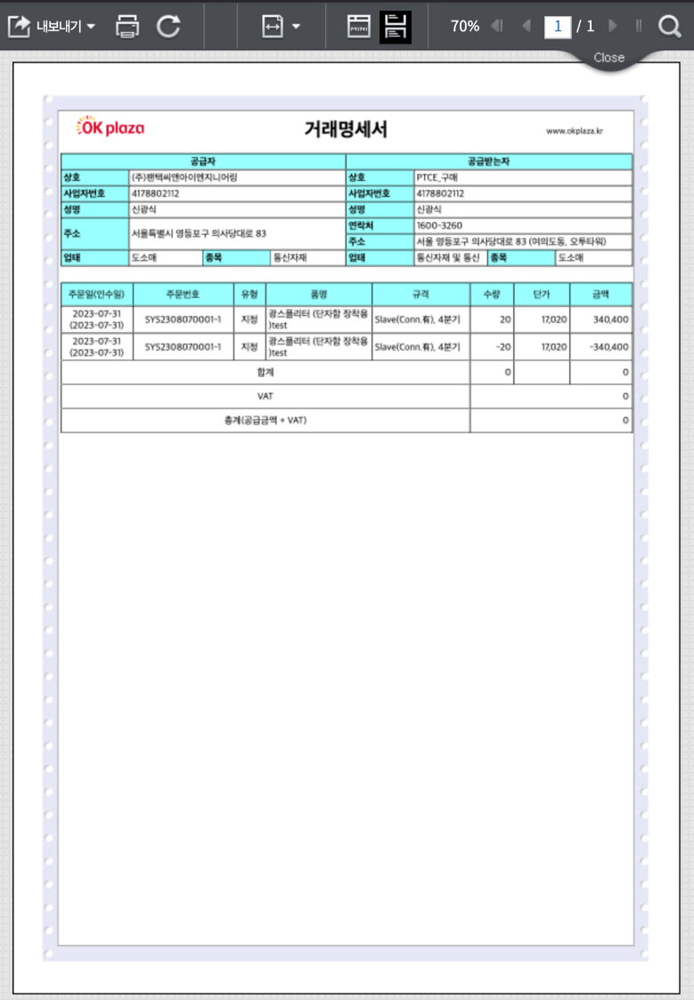 내보내기
MINI
70%
1 / 1
Close
OK plaza
거래명세서
www.okplaza.kr
공급자 공급받는자
상호 (주)팬택씨앤아이엔지니어링 상호 PTCE_구매
사업자번호 4178802112 사업자번호 4178802112
성명 신광식 성명 신광식
주소 서울특별시 영등포구 의사당대로 83 연락처 1600-3260
주소 서울 영등포구 의사당대로 83 (여의도동, 오투타워)
업태 도소매 종목 통신자재 업태 통신자재 및 통신 종목 도소매
주문일(인수일) 주문번호 유형 품명 규격 수량 단가 금액
2023-07-31 (2023-07-31) SYS2308070001-1 지정 광스플리터 (단자함 장착용 )test Slave(Conn.有), 4분기 20 17,020 340,400
2023-07-31 (2023-07-31) SYS2308070001-1 지정 광스플리터 (단자함 장착용 )test Slave(Conn.有), 4분기 -20 17,020 -340,400
합계 0 0
VAT 0
총계(공급금액 + VAT) 0